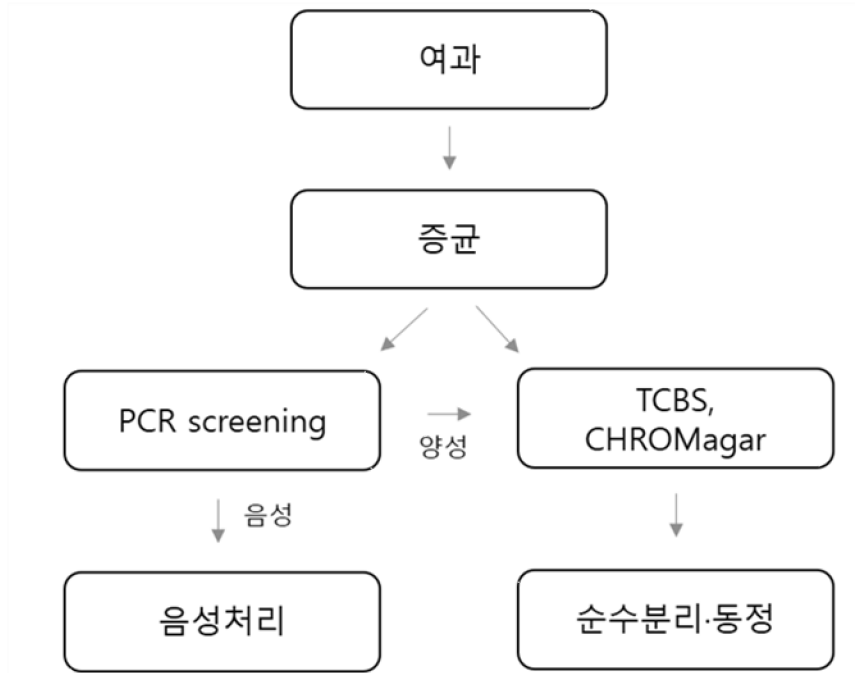 여과
증균
PCR screening
양성
TCBS,
CHROMagar
음성
음성처리
순수분리·동정